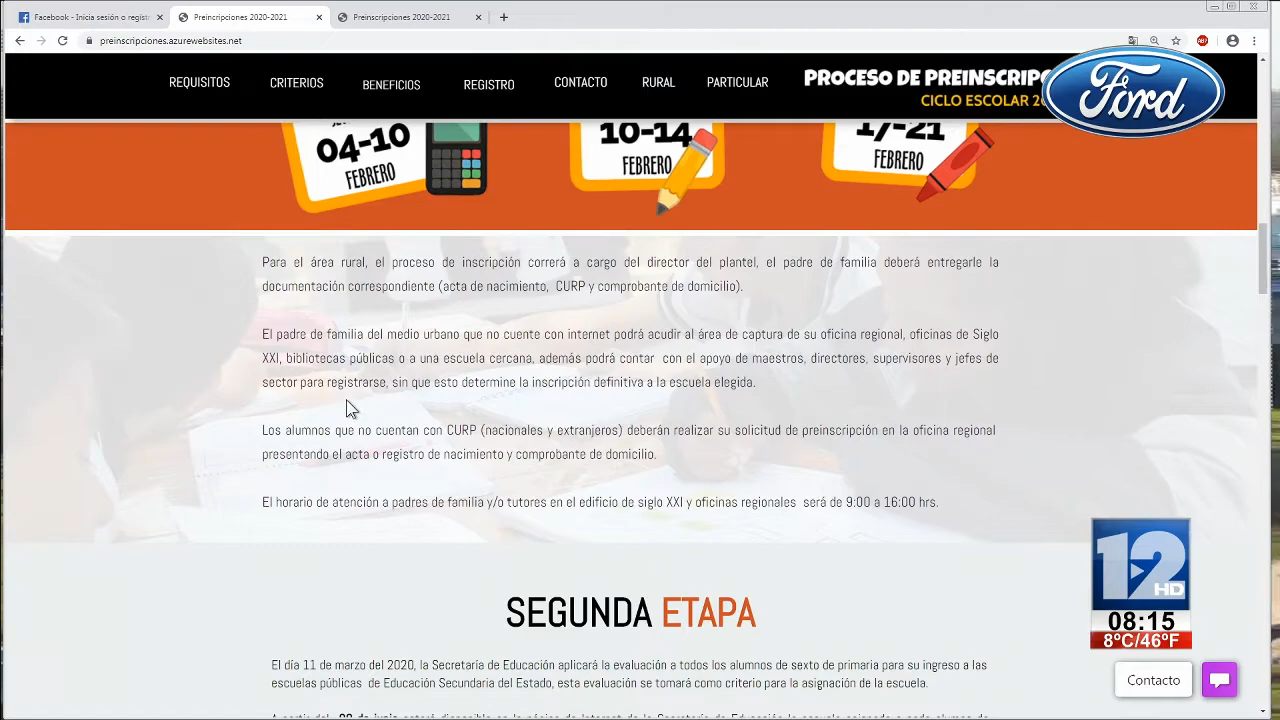 Facebook - Inicia sesión o regist
Preincripciones 2020-2021
Preinscripciones 2020-2021
preinscripciones.azurewebsites.net
REQUISITOS CRITERIOS BENEFICIOS REGISTRO CONTACTO RURAL PARTICULAR
PROCESO DE PREINSCRIPC
CICLO ESCOLAR 20
Ford
04-10
FEBRERO
10-14
FEBRERO
17-21
FEBRERO
Para el área rural, el proceso de inscripción correrá a cargo del director del plantel, el padre de familia deberá entregarle la
documentación correspondiente (acta de nacimiento, CURP y comprobante de domicilio).
El padre de familia del medio urbano que no cuente con internet podrá acudir al área de captura de su oficina regional, oficinas de Siglo
XXI, bibliotecas públicas o a una escuela cercana, además podrá contar con el apoyo de maestros, directores, supervisores y jefes de
sector para registrarse, sin que esto determine la inscripción definitiva a la escuela elegida.
Los alumnos que no cuentan con CURP (nacionales y extranjeros) deberán realizar su solicitud de preinscripción en la oficina regional
presentando el acta o registro de nacimiento y comprobante de domicilio.
El horario de atención a padres de familia y/o tutores en el edificio de siglo XXI y oficinas regionales será de 9:00 a 16:00 hrs.
SEGUNDA ETAPA
El día 11 de marzo del 2020, la Secretaria de Educación aplicará la evaluación a todos los alumnos de sexto de primaria para su ingreso a las
escuelas públicas de Educación Secundaria del Estado, esta evaluación se tomará como criterio para la asignación de la escuela.
12
HD
08:15
8°C/46°F
Contacto